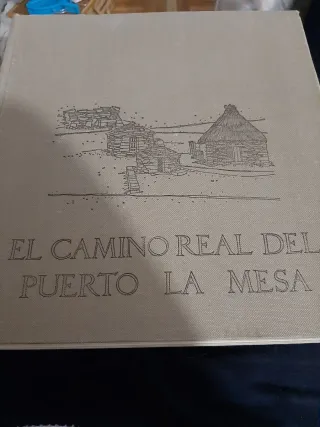 EL CAMINO REAL DEL
PUERTO LA MESA